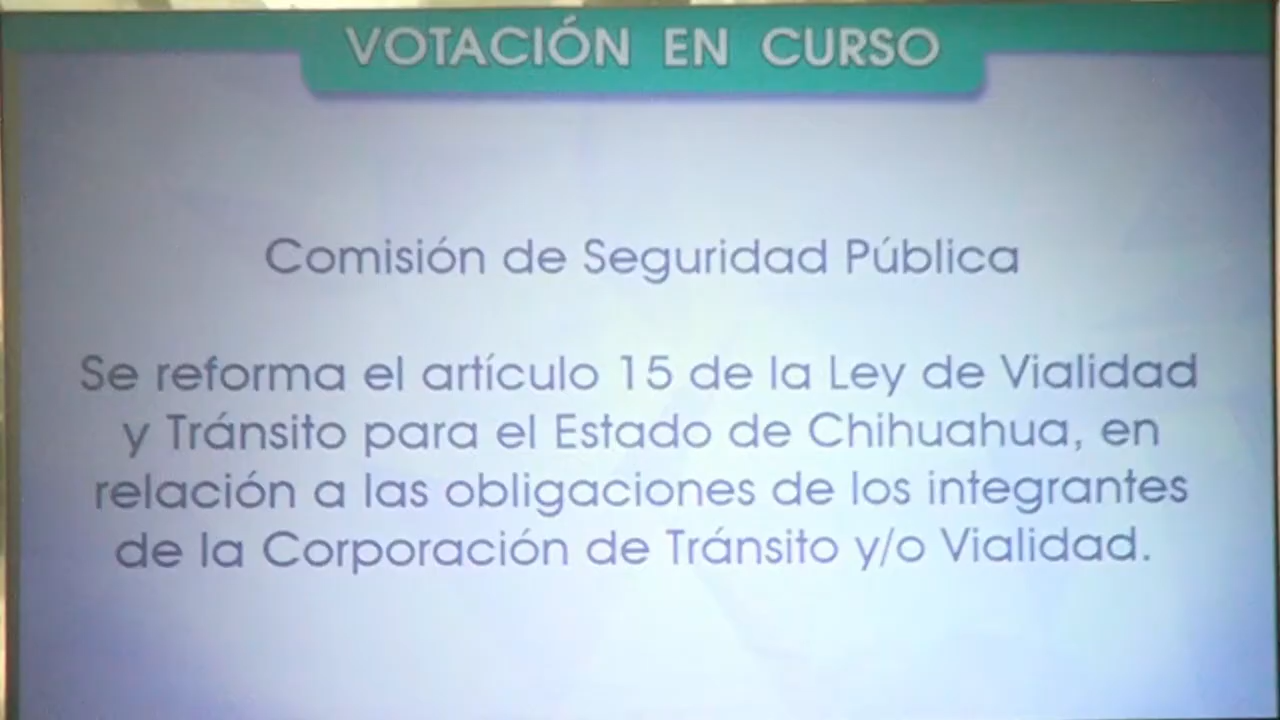 VOTACIÓN EN CURSO
Comisión de Seguridad Pública
Se reforma el artículo 15 de la Ley de Vialidad
y Tránsito para el Estado de Chihuahua, en
relación a las obligaciones de los integrantes
de la Corporación de Tránsito y/o Vialidad.